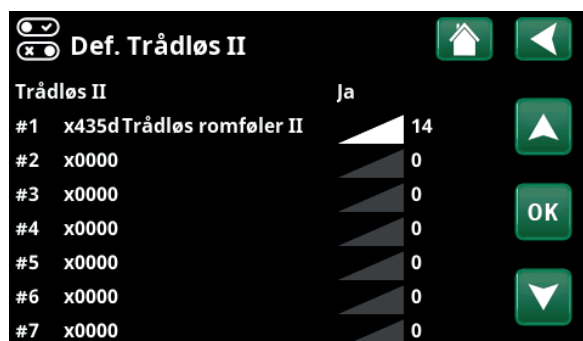 Def. Trådløs II
Trådløs II Ja
#1 x435d Trådløs romføler II 14
#2 x0000 0
#3 x0000 0
#4 x0000 0
OK
#5 x0000 0
#6 x0000 0
#7 x0000 0